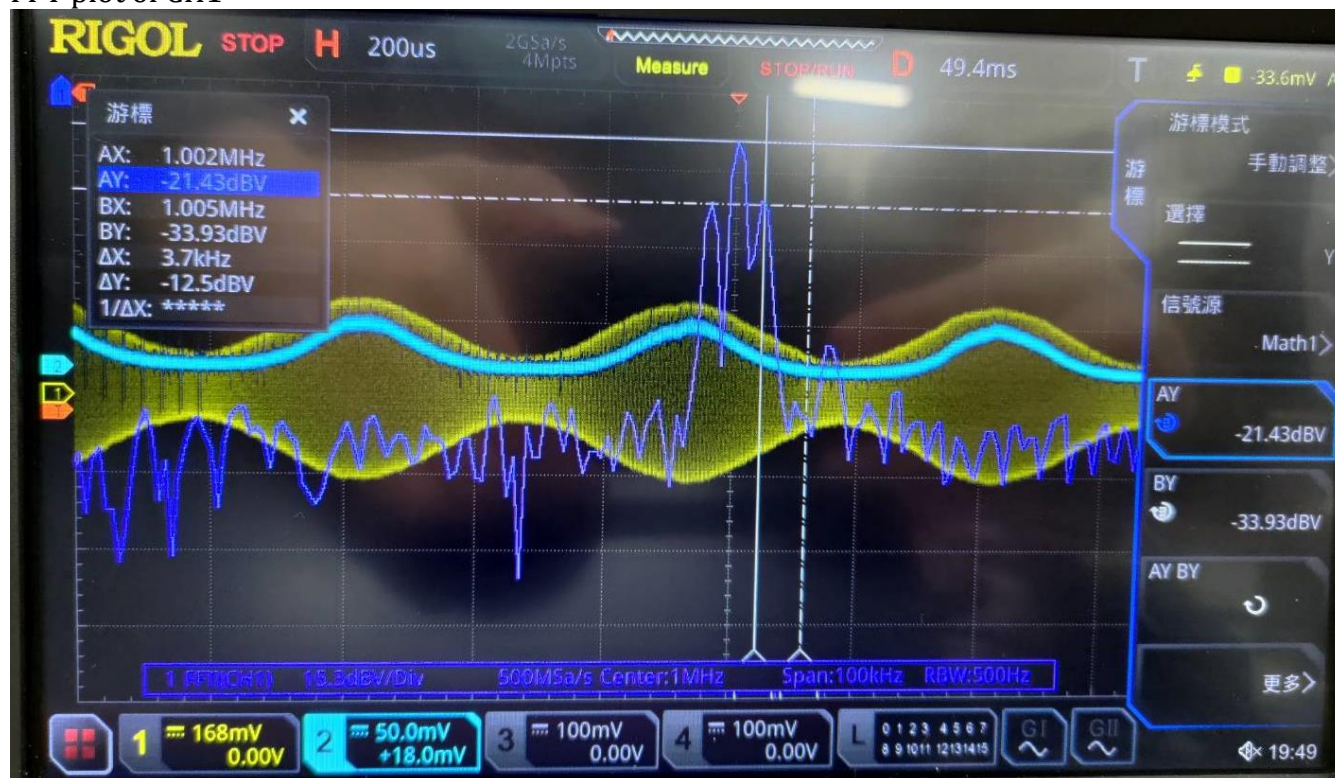 RIGOL STOP H 200us 2GSa/s 4Mpts Measure STOP/RUN D 49.4ms T 1 -33.6mV A
游標
AX: 1.002MHz
AY: -21.43dBV
BX: 1.005MHz
BY: -33.93dBV
ΔX: 3.7kHz
ΔY: -12.5dBV
1/ΔX: *****
游標
游標模式
手動調整
選擇
Y
信號源
Math1
AY
-21.43dBV
BY
-33.93dBV
AY BY
更多
1 FFT(CH1) 15.3dBV/Div 500MSa/s Center:1MHz Span:100kHz RBW:500Hz
1 168mV 0.00V
2 50.0mV +18.0mV
3 100mV 0.00V
4 100mV 0.00V
L 0 1 2 3 4 5 6 7
8 9 10 11 12 13 14 15
GI GII
19:49